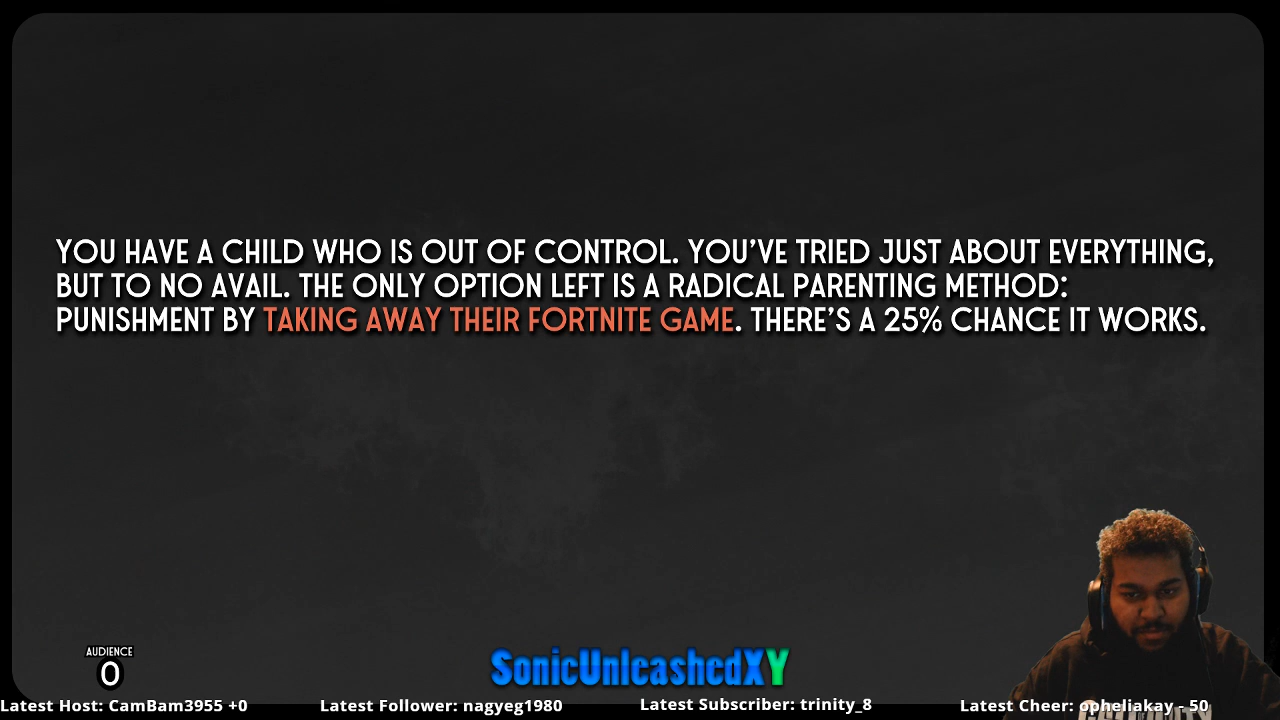 YOU HAVE A CHILD WHO IS OUT OF CONTROL. YOU'VE TRIED JUST ABOUT EVERYTHING,
BUT TO NO AVAIL. THE ONLY OPTION LEFT IS A RADICAL PARENTING METHOD:
PUNISHMENT BY TAKING AWAY THEIR FORTNITE GAME. THERE'S A 25% CHANCE IT WORKS.
AUDIENCE
0
SonicUnleashedXY
Latest Host: CamBam3955 +0
Latest Follower: nagyeg1980
Latest Subscriber: trinity_8
Latest Cheer: opheliakay - 50